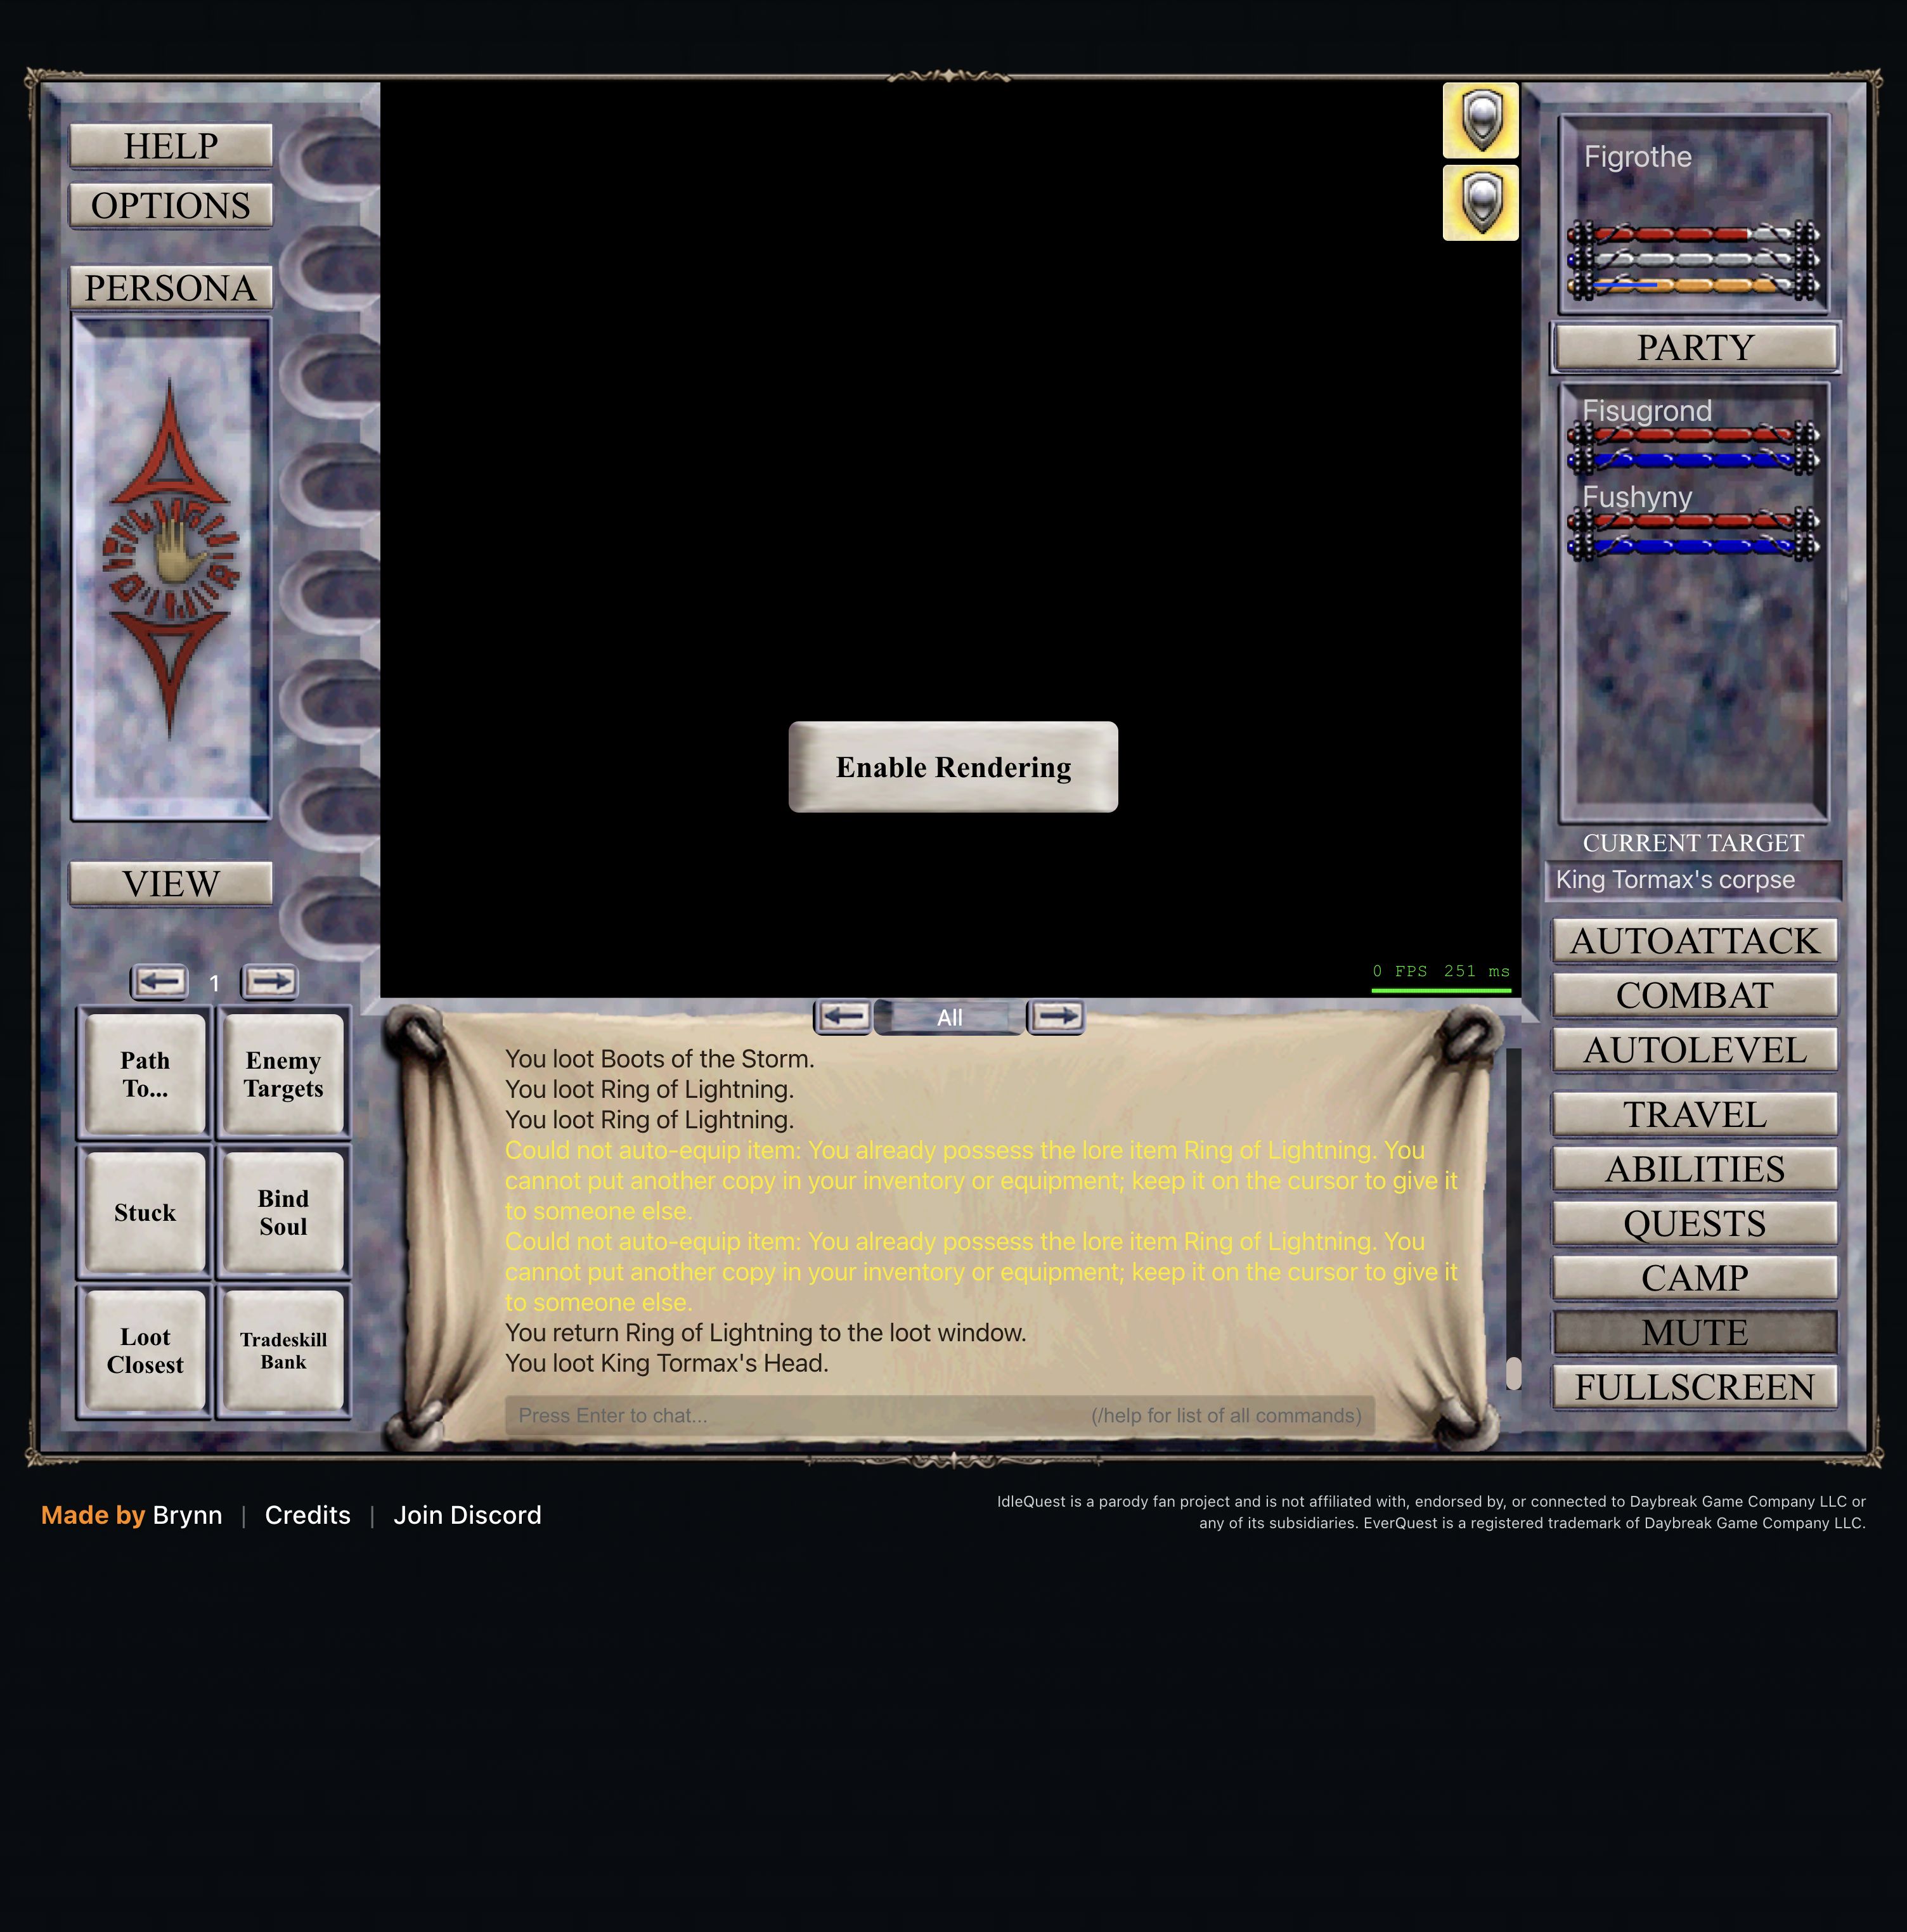 HELP
OPTIONS
PERSONA
VIEW
1
Path
To...
Enemy
Targets
Stuck
Bind
Soul
Loot
Closest
Tradeskill
Bank
Enable Rendering
0 FPS 251 ms
All
You loot Boots of the Storm.
You loot Ring of Lightning.
You loot Ring of Lightning.
Could not auto-equip item: You already possess the lore item Ring of Lightning. You
cannot put another copy in your inventory or equipment; keep it on the cursor to give it
to someone else.
Could not auto-equip item: You already possess the lore item Ring of Lightning. You
cannot put another copy in your inventory or equipment; keep it on the cursor to give it
to someone else.
You return Ring of Lightning to the loot window.
You loot King Tormax's Head.
Press Enter to chat... (/help for list of all commands)
Figrothe
PARTY
Fisugrond
Fushyny
CURRENT TARGET
King Tormax's corpse
AUTOATTACK
COMBAT
AUTOLEVEL
TRAVEL
ABILITIES
QUESTS
CAMP
MUTE
FULLSCREEN
Made by Brynn | Credits | Join Discord
IdleQuest is a parody fan project and is not affiliated with, endorsed by, or connected to Daybreak Game Company LLC or
any of its subsidiaries. EverQuest is a registered trademark of Daybreak Game Company LLC.